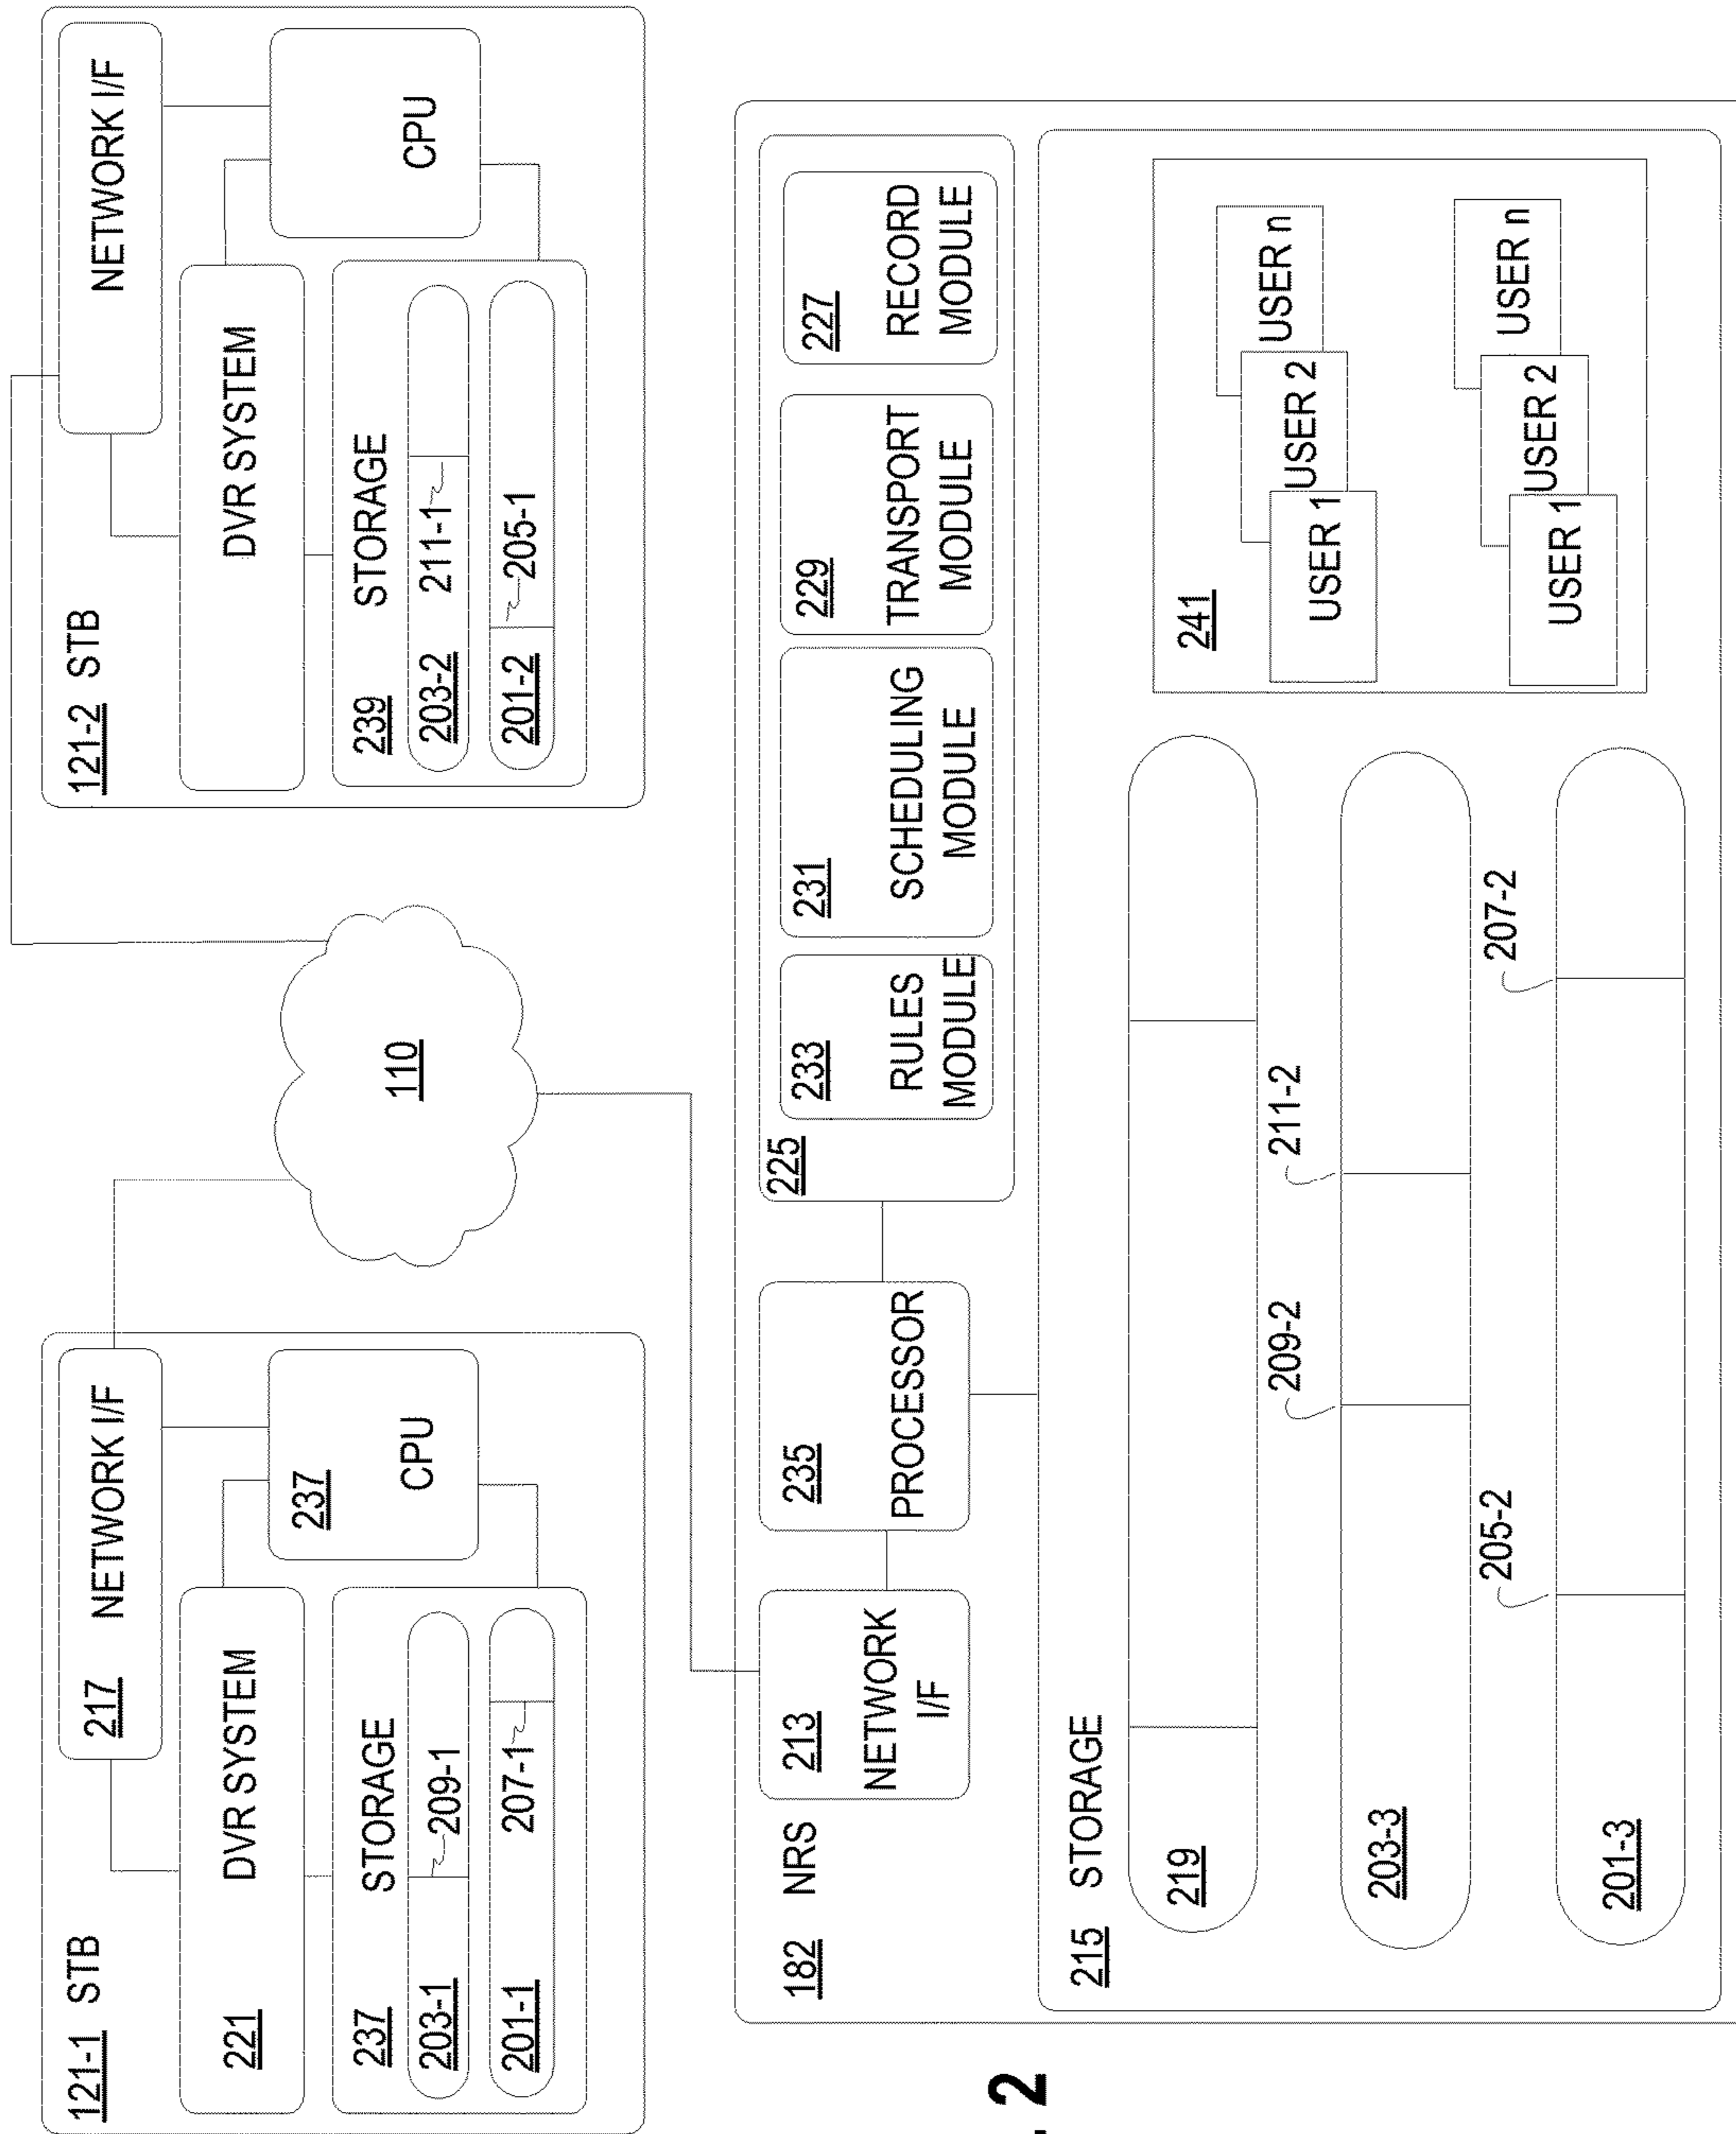 121-1 STB
217
NETWORK I/F
221
DVR SYSTEM
237
CPU
237
STORAGE
203-1
209-1
201-1
207-1
110
121-2 STB
NETWORK I/F
DVR SYSTEM
CPU
239
STORAGE
203-2
211-1
201-2
205-1
182 NRS
213
NETWORK
I/F
235
PROCESSOR
225
233
RULES
MODULE
231
SCHEDULING
MODULE
229
TRANSPORT
MODULE
227
RECORD
MODULE
215 STORAGE
219
209-2
211-2
203-3
205-2
207-2
201-3
241
USER 1
USER 2
USER n
USER 1
USER 2
USER n
2